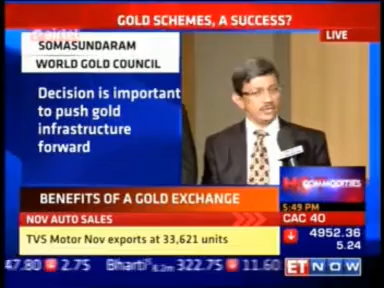 GOLD SCHEMES, A SUCCESS?
airtel
LIVE
SOMASUNDARAM
WORLD GOLD COUNCIL
Decision is important
to push gold
infrastructure
forward
COMMODITIES
BENEFITS OF A GOLD EXCHANGE
5:49 PM
NOV AUTO SALES
CAC 40
TVS Motor Nov exports at 33,621 units
4952.36
5.24
47.80 2.75 Bharti 6.2m 322.75 11.60
ET NOW